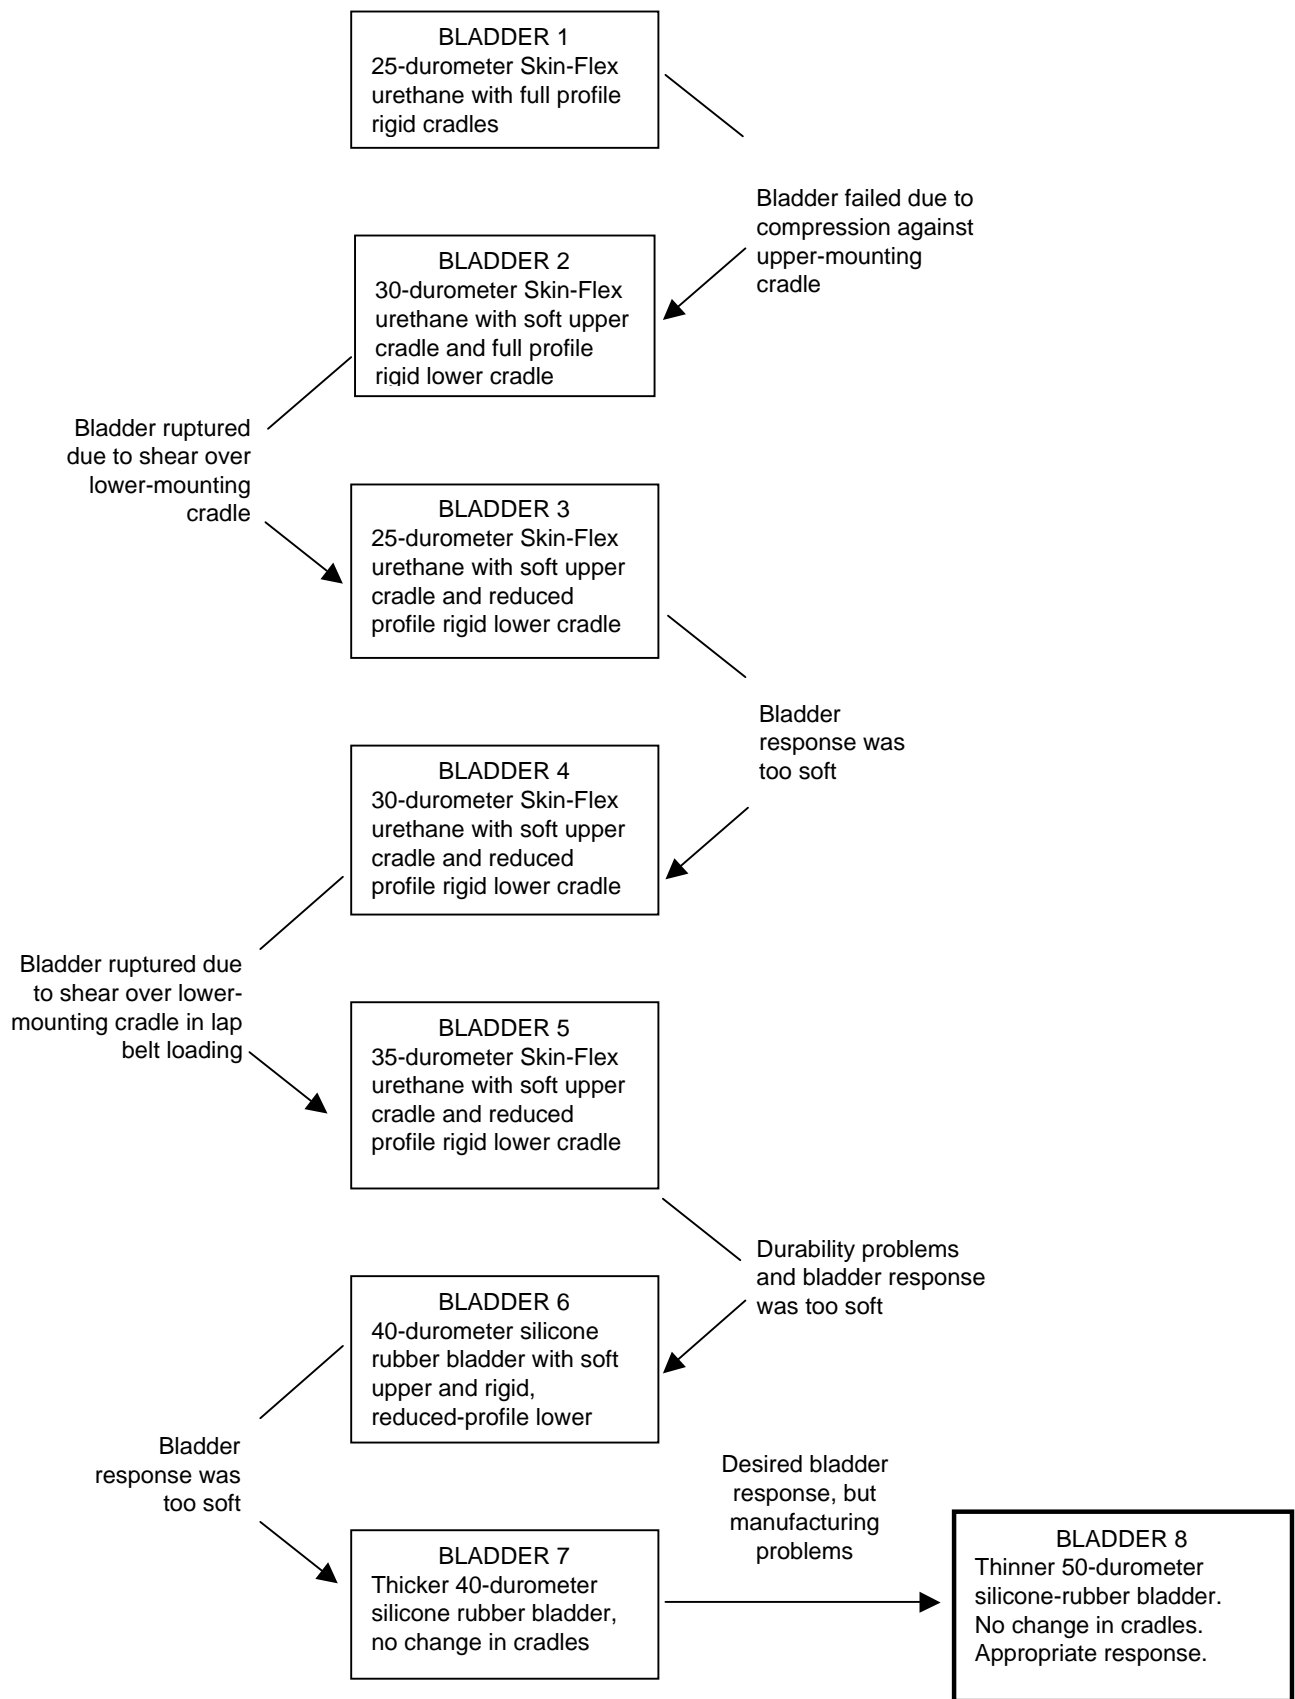 BLADDER 1
25-durometer Skin-Flex
urethane with full profile
rigid cradles
Bladder failed due to
compression against
upper-mounting
cradle
BLADDER 2
30-durometer Skin-Flex
urethane with soft upper
cradle and full profile
rigid lower cradle
Bladder ruptured
due to shear over
lower-mounting
cradle
BLADDER 3
25-durometer Skin-Flex
urethane with soft upper
cradle and reduced
profile rigid lower cradle
Bladder
response was
too soft
BLADDER 4
30-durometer Skin-Flex
urethane with soft upper
cradle and reduced
profile rigid lower cradle
Bladder ruptured due
to shear over lower-
mounting cradle in lap
belt loading
BLADDER 5
35-durometer Skin-Flex
urethane with soft upper
cradle and reduced
profile rigid lower cradle
Durability problems
and bladder response
was too soft
BLADDER 6
40-durometer silicone
rubber bladder with soft
upper and rigid,
reduced-profile lower
Bladder
response was
too soft
BLADDER 7
Thicker 40-durometer
silicone rubber bladder,
no change in cradles
Desired bladder
response, but
manufacturing
problems
BLADDER 8
Thinner 50-durometer
silicone-rubber bladder.
No change in cradles.
Appropriate response.